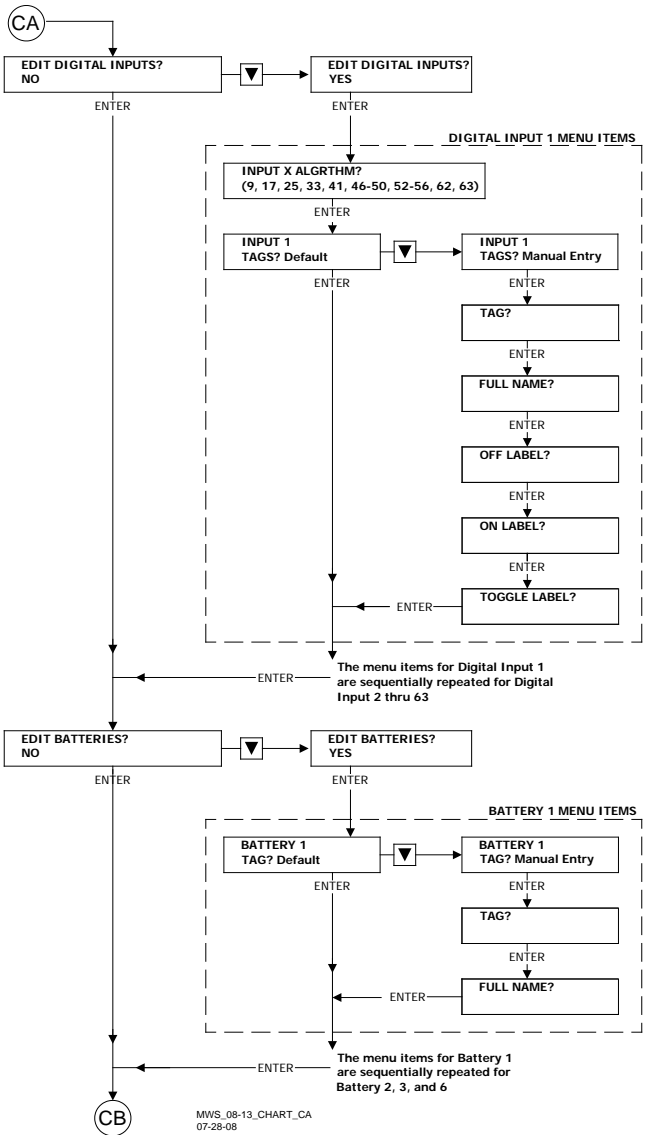 CA
EDIT DIGITAL INPUTS?
NO
▼
EDIT DIGITAL INPUTS?
YES
ENTER
ENTER
DIGITAL INPUT 1 MENU ITEMS
INPUT X ALGRTHM?
(9, 17, 25, 33, 41, 46-50, 52-56, 62, 63)
ENTER
INPUT 1
TAGS? Default
▼
INPUT 1
TAGS? Manual Entry
ENTER
ENTER
TAG?
ENTER
FULL NAME?
ENTER
OFF LABEL?
ENTER
ON LABEL?
ENTER
TOGGLE LABEL?
ENTER
The menu items for Digital Input 1
are sequentially repeated for Digital
Input 2 thru 63
ENTER
EDIT BATTERIES?
NO
▼
EDIT BATTERIES?
YES
ENTER
ENTER
BATTERY 1 MENU ITEMS
BATTERY 1
TAG? Default
▼
BATTERY 1
TAG? Manual Entry
ENTER
ENTER
TAG?
ENTER
FULL NAME?
ENTER
The menu items for Battery 1
are sequentially repeated for
Battery 2, 3, and 6
ENTER
CB
MWS_08-13_CHART_CA
07-28-08